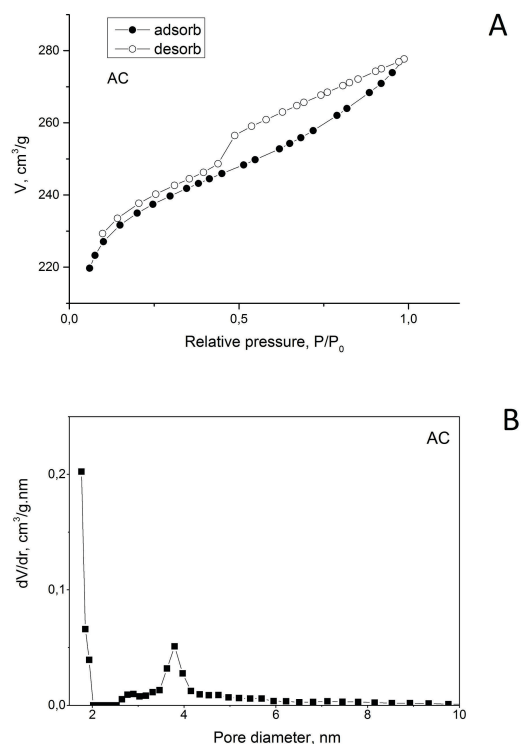 A
adsorb
desorb
AC
280
260
240
220
V, cm³/g
0,0
0,5
1,0
Relative pressure, P/P₀
B
AC
0,2
0,1
0,0
dV/dr, cm³/g.nm
2
4
6
8
10
Pore diameter, nm